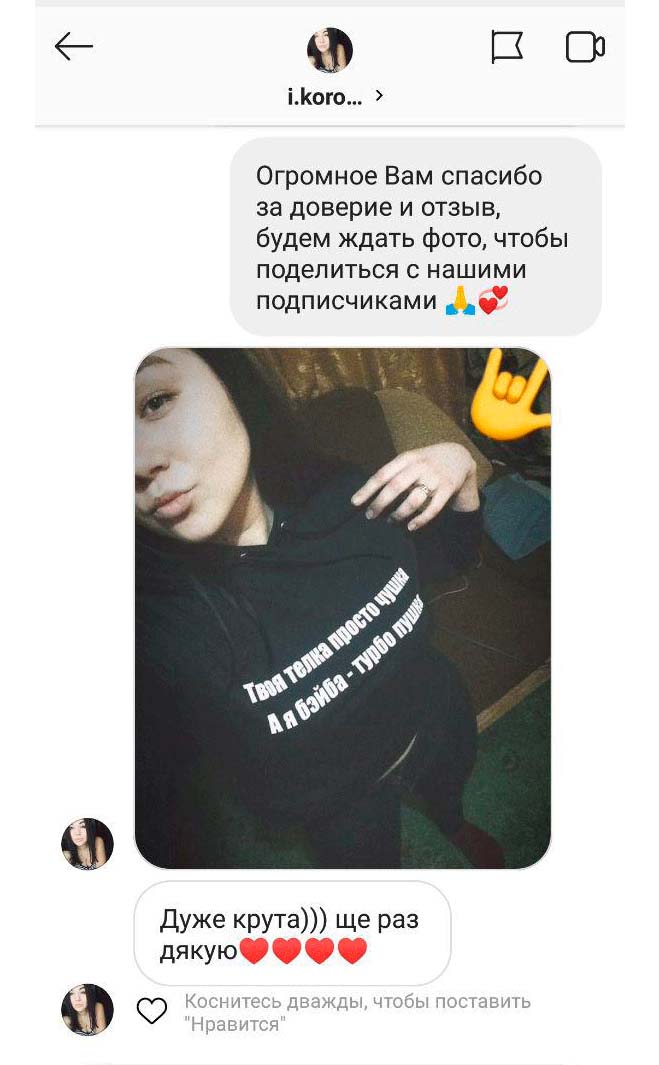 i.koro...
Огромное Вам спасибо
за доверие и отзыв,
будем ждать фото, чтобы
поделиться с нашими
подписчиками 🙏💞
Твоя телка просто чушка
А я бэйба - турбо пушка
Дуже крута))) ще раз
дякую❤️❤️❤️❤️
Коснитесь дважды, чтобы поставить
"Нравится"